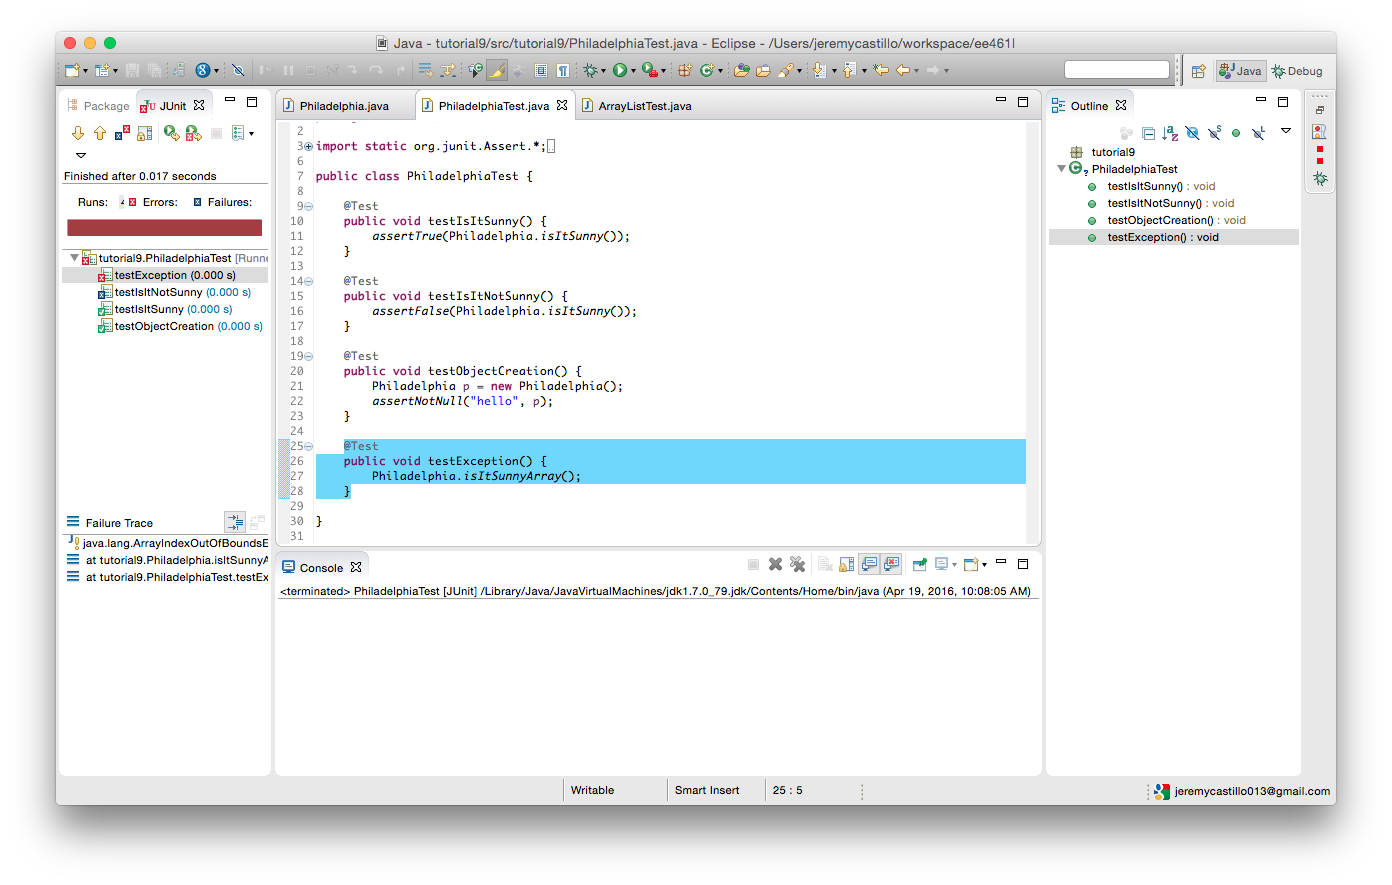 Java - tutorial9/src/tutorial9/PhiladelphiaTest.java - Eclipse - /Users/jeremycastillo/workspace/ee461l
Java
Debug
Package
JUnit
Finished after 0.017 seconds
Runs:
Errors:
Failures:
tutorial9.PhiladelphiaTest [Runne
testException (0.000 s)
testIsItNotSunny (0.000 s)
testIsItSunny (0.000 s)
testObjectCreation (0.000 s)
Failure Trace
java.lang.ArrayIndexOutOfBoundsE
at tutorial9.Philadelphia.isItSunnyA
at tutorial9.PhiladelphiaTest.testEx
Philadelphia.java
PhiladelphiaTest.java
ArrayListTest.java
2
3 import static org.junit.Assert.*;
6
7 public class PhiladelphiaTest {
8
9 @Test
10 public void testIsItSunny() {
11 assertTrue(Philadelphia.isItSunny());
12 }
13
14 @Test
15 public void testIsItNotSunny() {
16 assertFalse(Philadelphia.isItSunny());
17 }
18
19 @Test
20 public void testObjectCreation() {
21 Philadelphia p = new Philadelphia();
22 assertNotNull("hello", p);
23 }
24
25 @Test
26 public void testException() {
27 Philadelphia.isItSunnyArray();
28 }
29
30 }
31
Console
<terminated> PhiladelphiaTest [JUnit] /Library/Java/JavaVirtualMachines/jdk1.7.0_79.jdk/Contents/Home/bin/java (Apr 19, 2016, 10:08:05 AM)
Outline
tutorial9
PhiladelphiaTest
testIsItSunny() : void
testIsItNotSunny() : void
testObjectCreation() : void
testException() : void
Writable
Smart Insert
25 : 5
jeremycastillo013@gmail.com